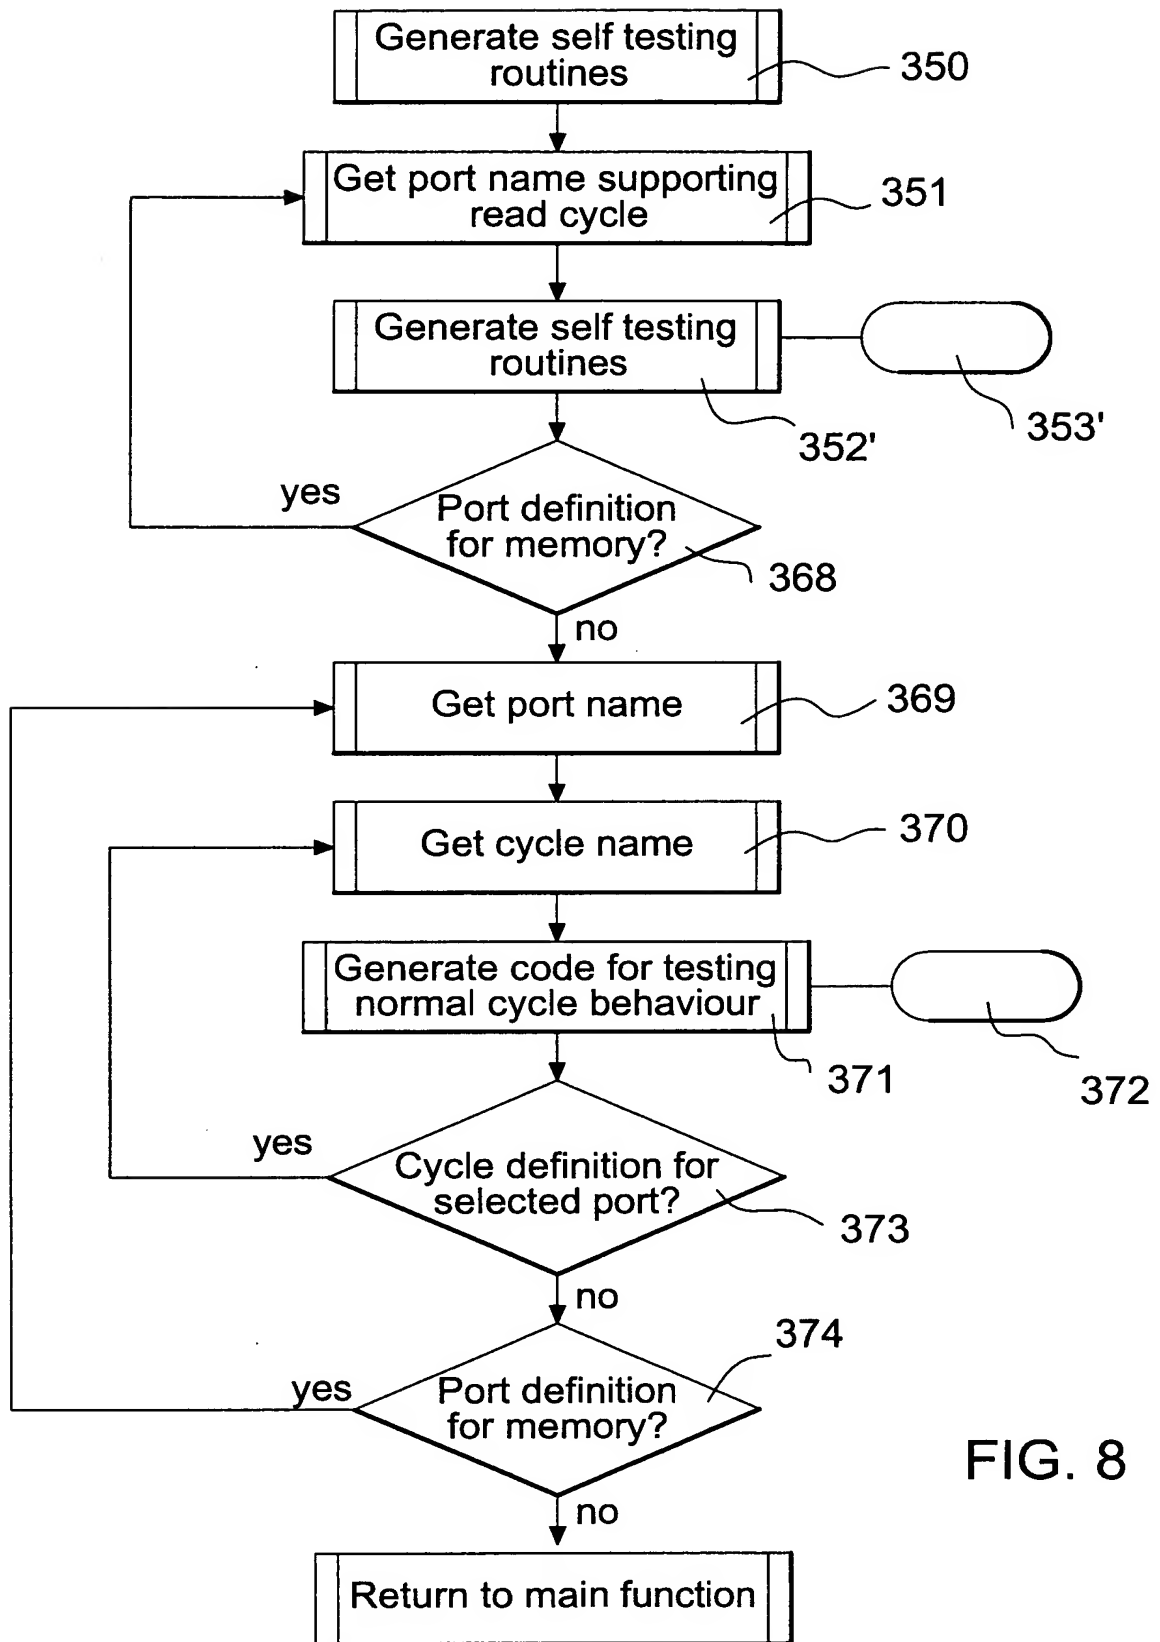 Generate self testing
routines
350
Get port name supporting
read cycle
351
Generate self testing
routines
352'
353'
yes
Port definition
for memory?
368
no
Get port name
369
Get cycle name
370
Generate code for testing
normal cycle behaviour
371
372
yes
Cycle definition for
selected port?
373
no
374
yes
Port definition
for memory?
FIG. 8
no
Return to main function